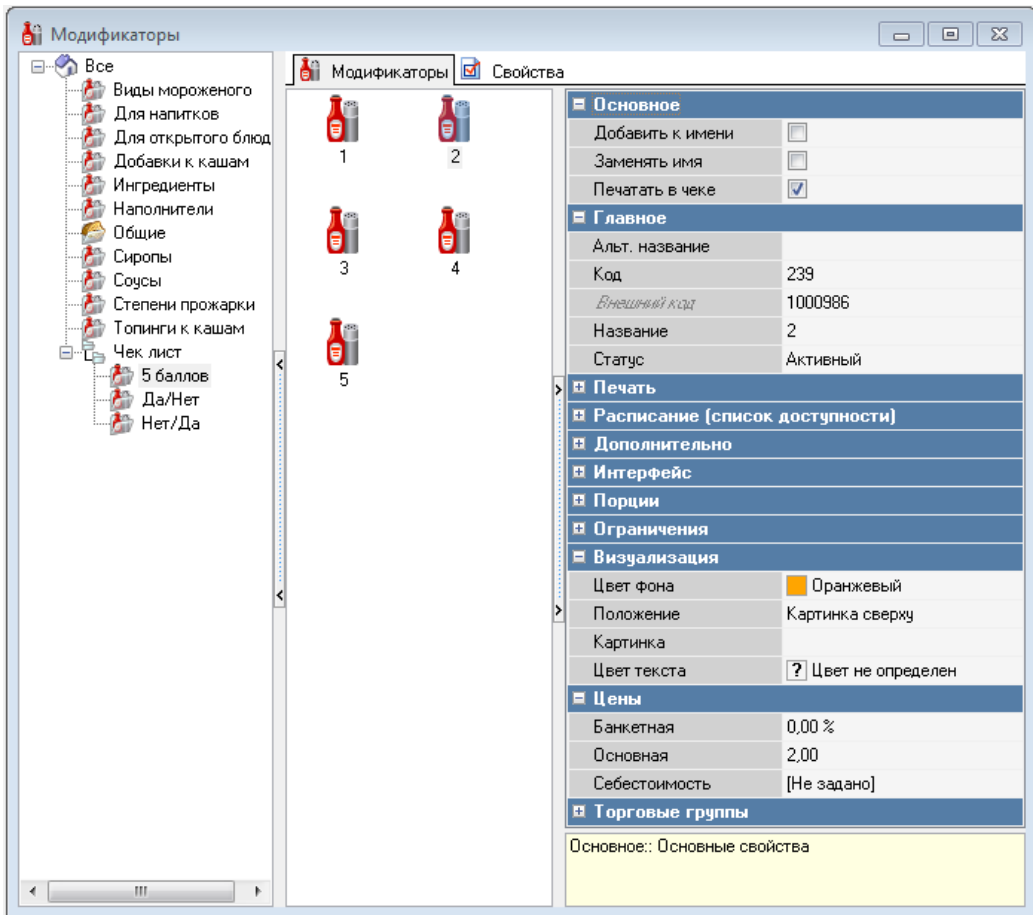 Модификаторы
Все
Виды мороженого
Для напитков
Для открытого блюд
Добавки к кашам
Ингредиенты
Наполнители
Общие
Сиропы
Соусы
Степени прожарки
Топинги к кашам
Чек лист
5 баллов
Да/Нет
Нет/Да
Модификаторы Свойства
1 2
3 4
5
Основное
Добавить к имени
Заменять имя
Печатать в чеке
Главное
Альт. название
Код 239
Внешний код 1000986
Название 2
Статус Активный
Печать
Расписание (список доступности)
Дополнительно
Интерфейс
Порции
Ограничения
Визуализация
Цвет фона Оранжевый
Положение Картинка сверху
Картинка
Цвет текста ? Цвет не определен
Цены
Банкетная 0,00 %
Основная 2,00
Себестоимость [Не задано]
Торговые группы
Основное:: Основные свойства